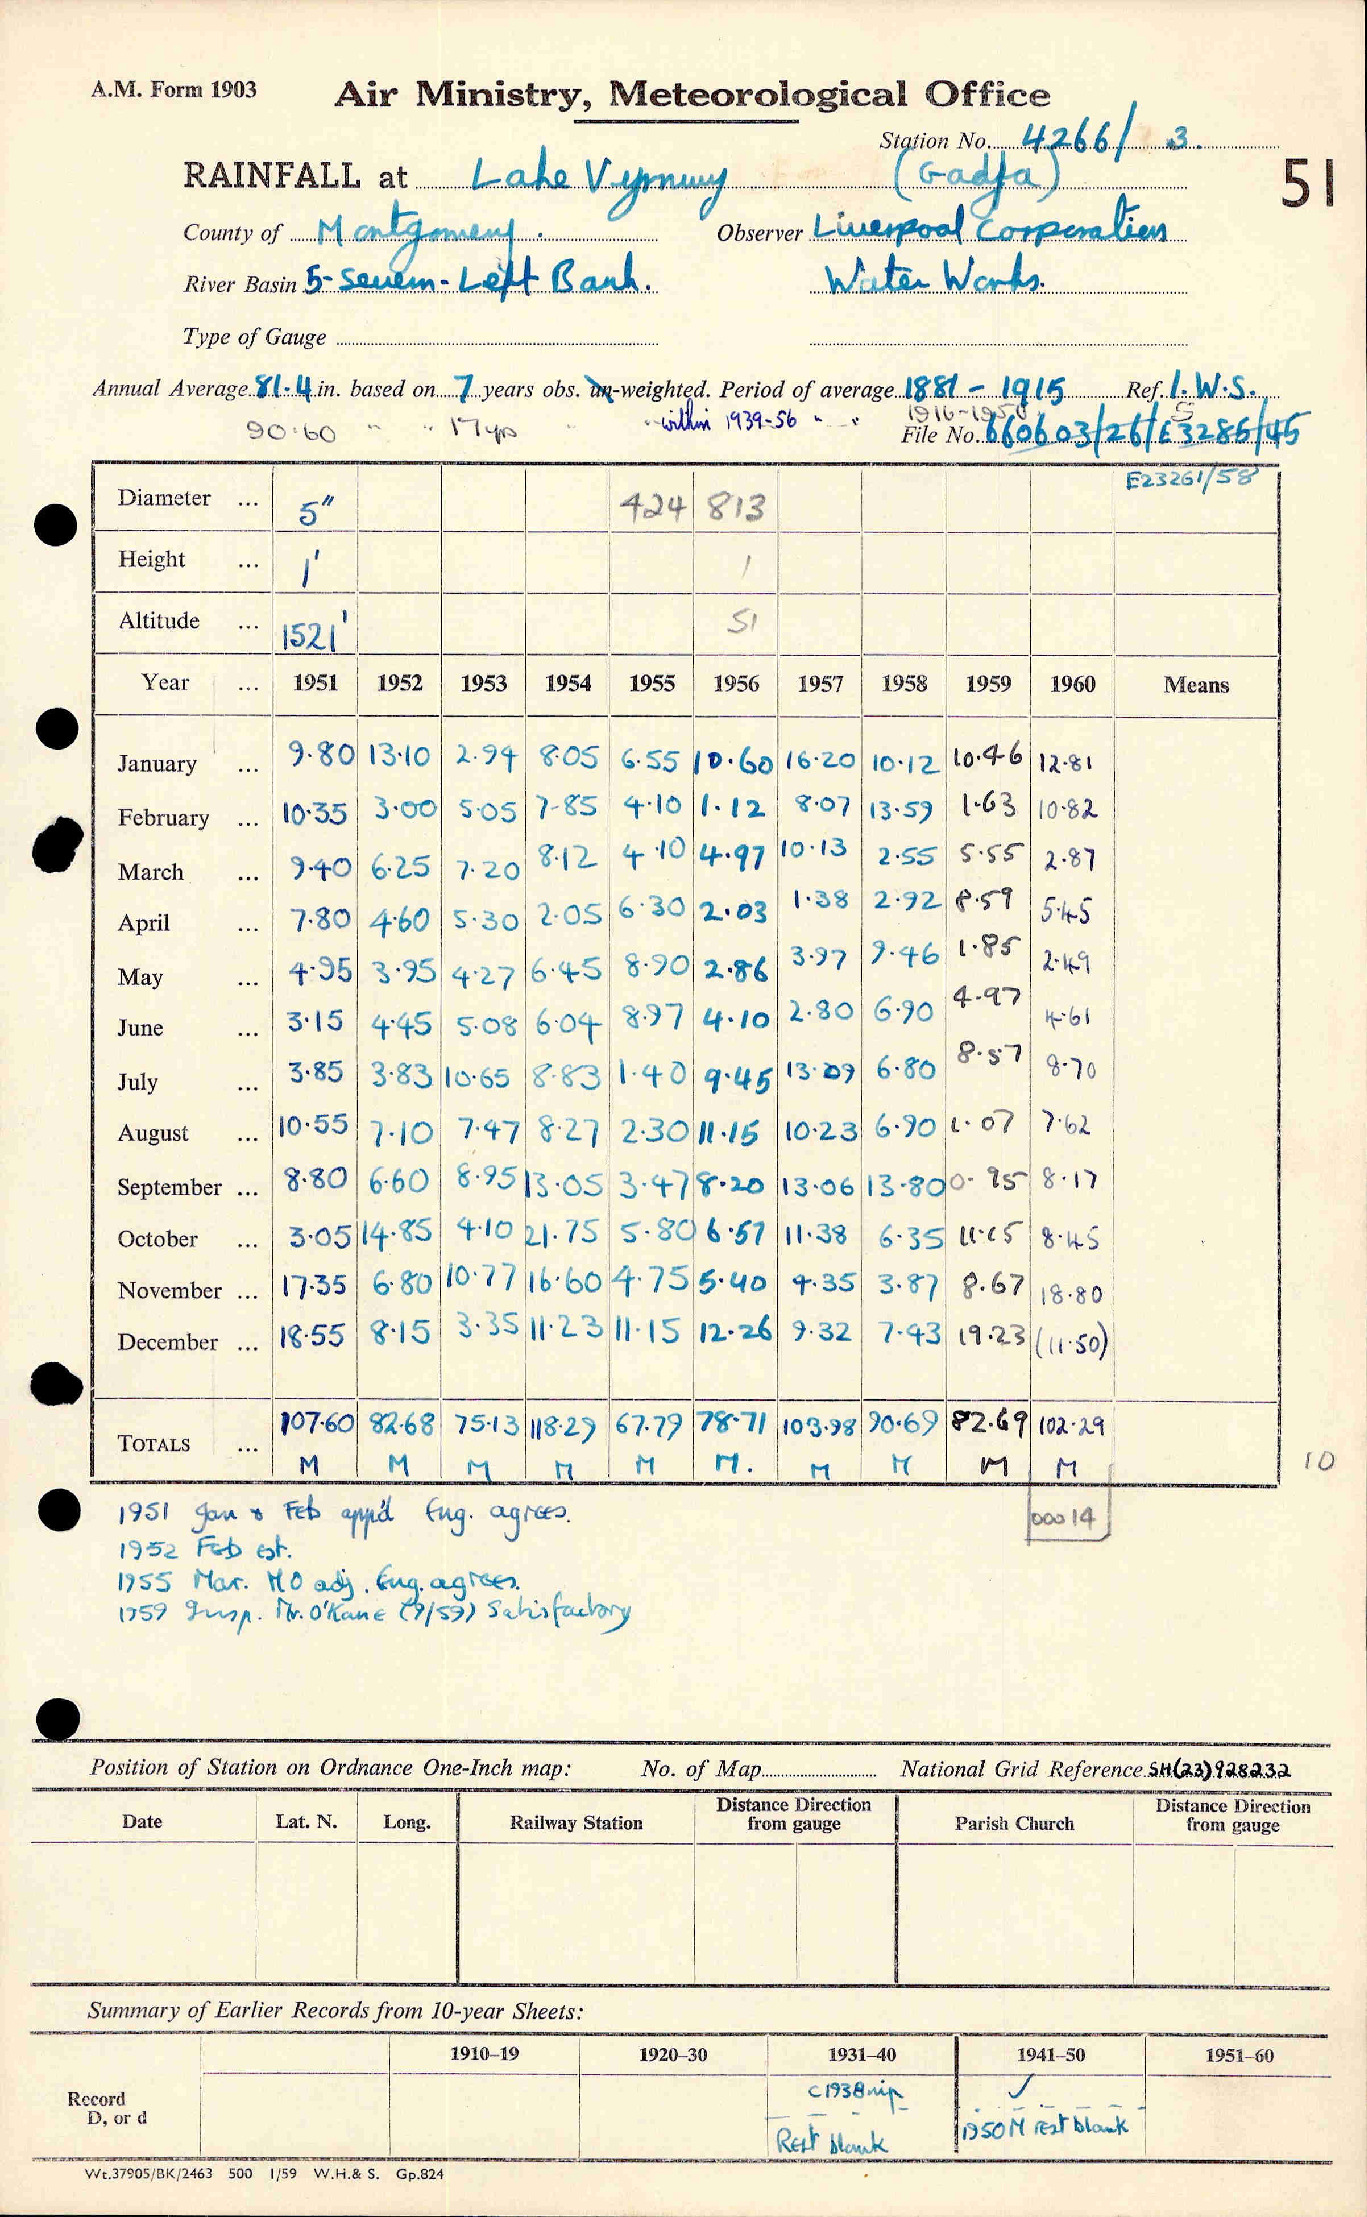 A.M. Form 1903
Air Ministry, Meteorological Office
Station No. 4266/ 3.
51
RAINFALL at Lake Vyrnwy (Gadfa)
County of Montgomery. Observer Liverpool Corporation
River Basin 5-Severn-Left Bank. Water Works.
Type of Gauge
Annual Average 81.4 in. based on 7 years obs. un-weighted. Period of average 1881 - 1915 Ref. I.W.S.
90.60 " " 17 yrs " within 1939-56 " " 1916-1950
File No. 660603/26/E3285/45
E23261/58
Diameter ... 5" 424 813
Height ... 1' 1
Altitude ... 1521' 51
Year ... 1951 1952 1953 1954 1955 1956 1957 1958 1959 1960 Means
January ... 9.80 13.10 2.94 8.05 6.55 10.60 16.20 10.12 10.46 12.81
February ... 10.35 3.00 5.05 7.85 4.10 1.12 8.07 13.59 1.63 10.82
March ... 9.40 6.25 7.20 8.12 4.10 4.97 10.13 2.55 5.55 2.87
April ... 7.80 4.60 5.30 2.05 6.30 2.03 1.38 2.92 8.59 5.45
May ... 4.95 3.95 4.27 6.45 8.90 2.86 3.97 9.46 1.85 2.49
June ... 3.15 4.45 5.08 6.04 8.97 4.10 2.80 6.90 4.97 4.61
July ... 3.85 3.83 10.65 8.83 1.40 9.45 13.09 6.80 8.57 8.70
August ... 10.55 7.10 7.47 8.27 2.30 11.15 10.23 6.90 1.07 7.62
September ... 8.80 6.60 8.95 13.05 3.47 8.20 13.06 13.80 0.95 8.17
October ... 3.05 14.85 4.10 21.75 5.80 6.57 11.38 6.35 11.15 8.45
November ... 17.35 6.80 10.77 16.60 4.75 5.40 4.35 3.87 8.67 18.80
December ... 18.55 8.15 3.35 11.23 11.15 12.26 9.32 7.43 19.23 (11.50)
TOTALS ... 107.60 82.68 75.13 118.29 67.79 78.71 103.98 90.69 82.69 102.29
M M M M M M. M M M M
10
00014
1951 Jan & Feb app'd Eng. agrees.
1952 Feb est.
1955 Mar. MO adj. Eng. agrees.
1959 Insp. Mr. O'Kane (9/59) Satisfactory
Position of Station on Ordnance One-Inch map: No. of Map National Grid Reference SH(23)928232
Date Lat. N. Long. Railway Station Distance Direction from gauge Parish Church Distance Direction from gauge
Summary of Earlier Records from 10-year Sheets:
1910–19 1920–30 1931–40 1941–50 1951–60
Record D, or d
c1938 ✓
Rest blank 1950 M rest blank
Wt.37905/BK/2463 500 1/59 W.H.& S. Gp.824